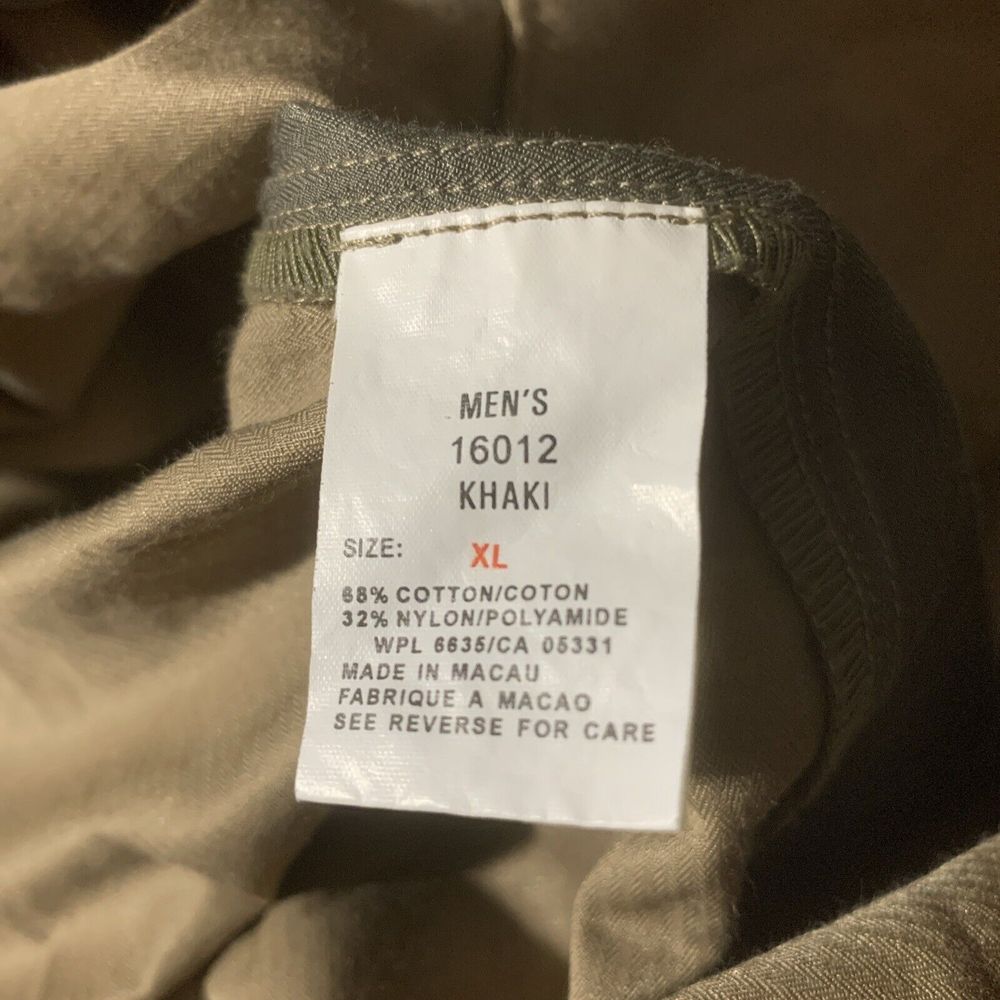 MEN'S
16012
KHAKI
SIZE: XL
68% COTTON/COTON
32% NYLON/POLYAMIDE
WPL 6635/CA 05331
MADE IN MACAU
FABRIQUE A MACAO
SEE REVERSE FOR CARE